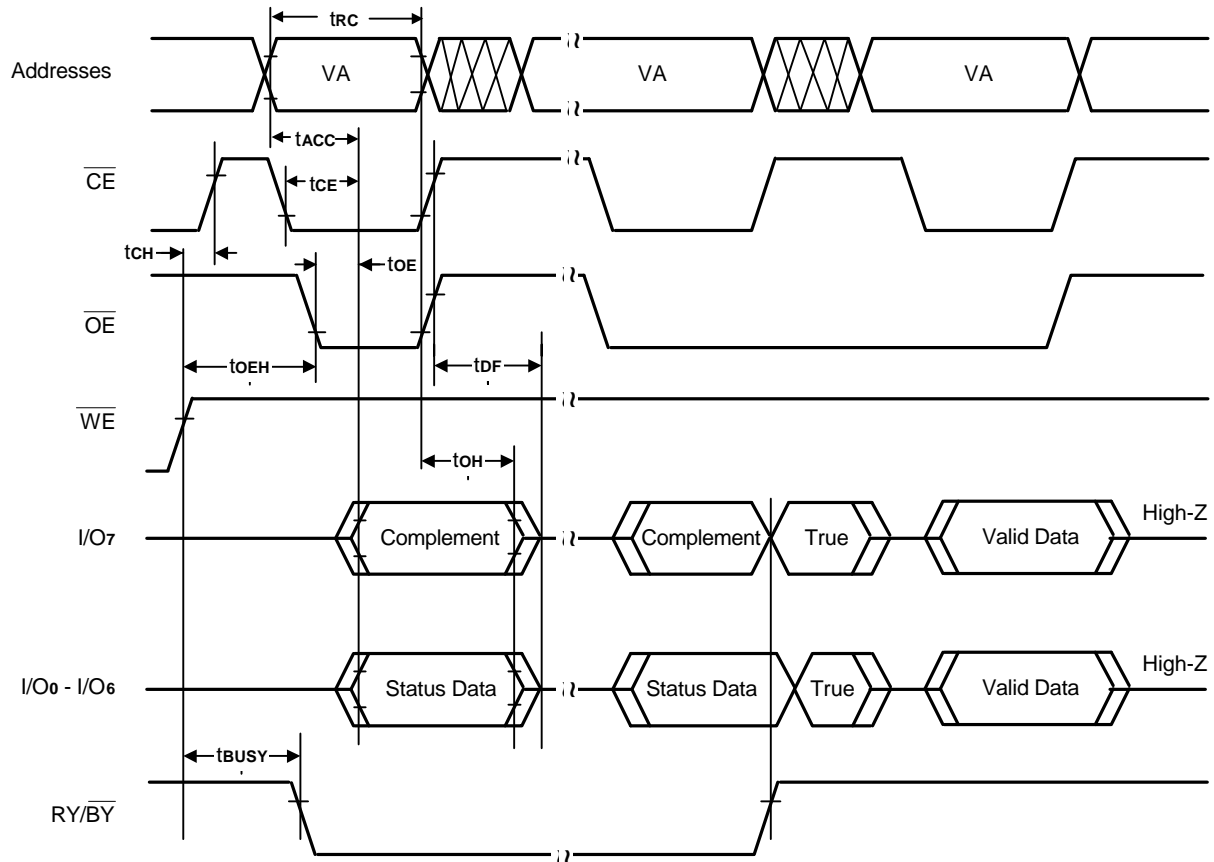 tRC
Addresses
VA
VA
VA
tACC
CE
tCE
tCH
tOE
OE
tOEH
tDF
WE
tOH
High-Z
I/O7
Complement
Complement
True
Valid Data
High-Z
I/O0 - I/O6
Status Data
Status Data
True
Valid Data
tBUSY
RY/BY